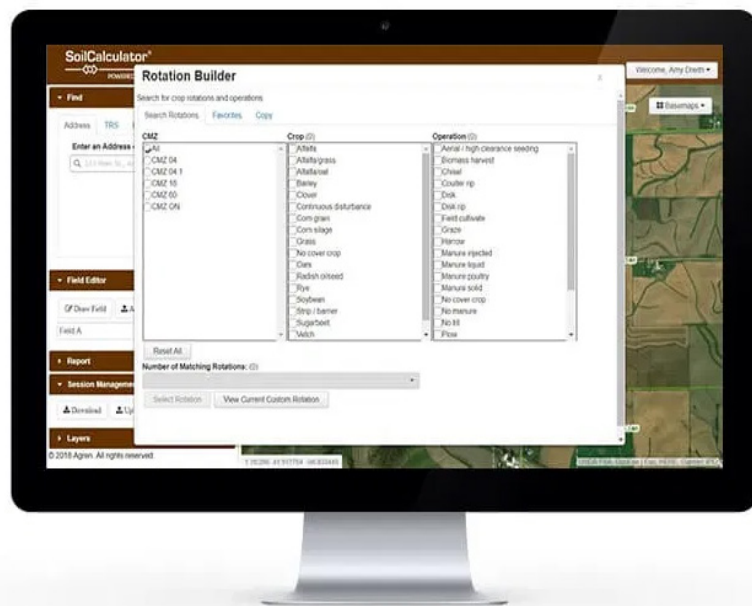 SoilCalculator®
POWERED
Welcome, Amy Dreith
Find
Address TRS
Enter an Address
Basemaps
Rotation Builder
x
Search for crop rotations and operations
Search Rotations Favorites Copy
CMZ
All
CMZ 04
CMZ 04.1
CMZ 16
CMZ 60
CMZ ON
Crop (0)
Alfalfa
Alfalfa/grass
Alfalfa/oat
Barley
Clover
Continuous disturbance
Corn grain
Corn silage
Grass
No cover crop
Oats
Radish oilseed
Rye
Soybean
Strip / barrier
Sugarbeet
Vetch
Operation (0)
Aerial / high clearance seeding
Biomass harvest
Chisel
Coulter rip
Disk
Disk rip
Field cultivate
Graze
Harrow
Manure injected
Manure liquid
Manure poultry
Manure solid
No cover crop
No manure
No till
Plow
Reset All
Number of Matching Rotations: (0)
Select Rotation View Current Custom Rotation
Field Editor
Draw Field
Field A
Report
Session Manageme
Download Up
Layers
© 2018 Agren. All rights reserved.